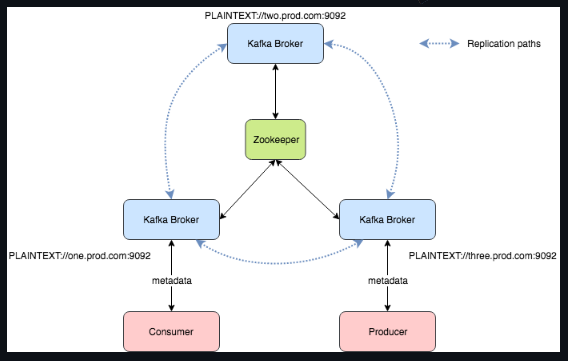 PLAINTEXT://two.prod.com:9092
Kafka Broker
Replication paths
Zookeeper
Kafka Broker
Kafka Broker
PLAINTEXT://one.prod.com:9092
PLAINTEXT://three.prod.com:9092
metadata
metadata
Consumer
Producer